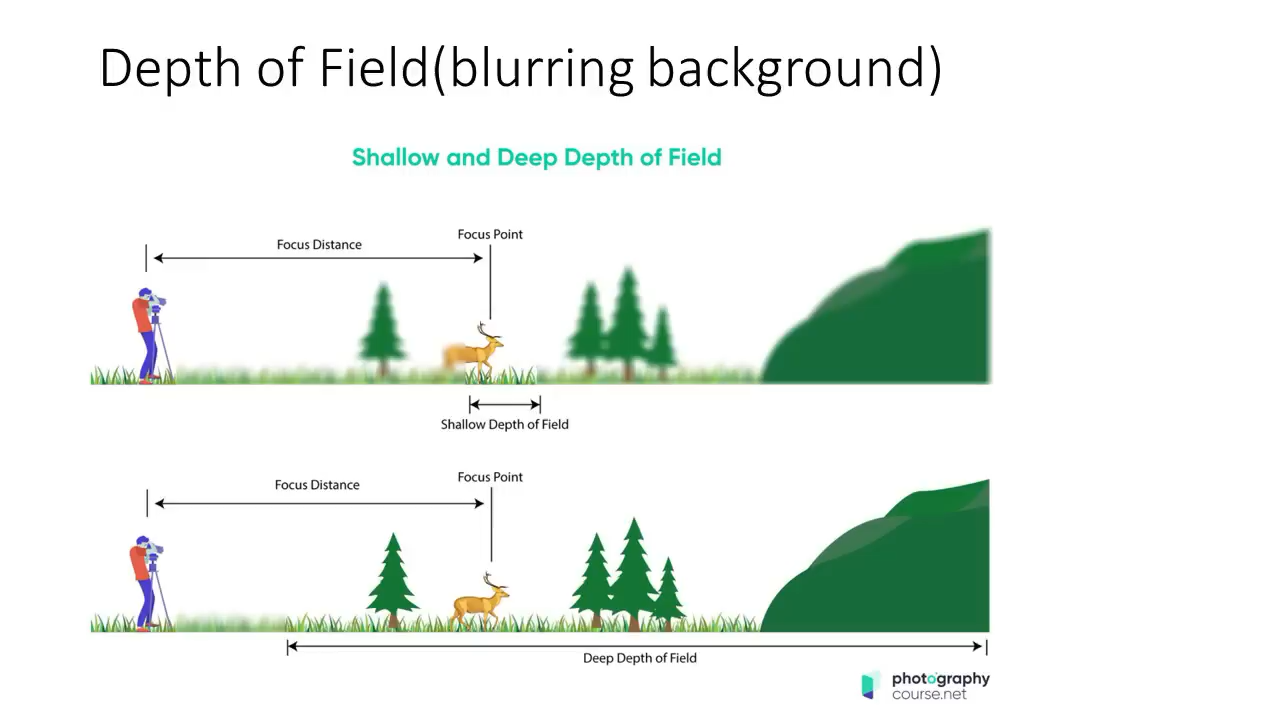 Depth of Field(blurring background)
Shallow and Deep Depth of Field
Focus Distance
Focus Point
Shallow Depth of Field
Focus Distance
Focus Point
Deep Depth of Field
photography
course.net